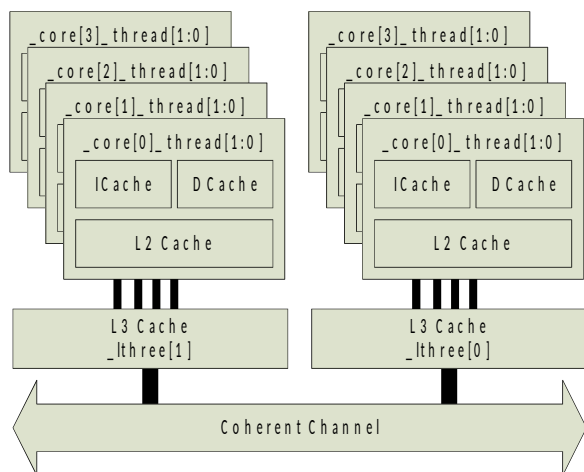 _core[3]_thread[1:0]
_core[2]_thread[1:0]
_core[1]_thread[1:0]
_core[0]_thread[1:0]
ICache
DCache
L2 Cache
L3 Cache
_lthree[1]
_core[3]_thread[1:0]
_core[2]_thread[1:0]
_core[1]_thread[1:0]
_core[0]_thread[1:0]
ICache
DCache
L2 Cache
L3 Cache
_lthree[0]
Coherent Channel